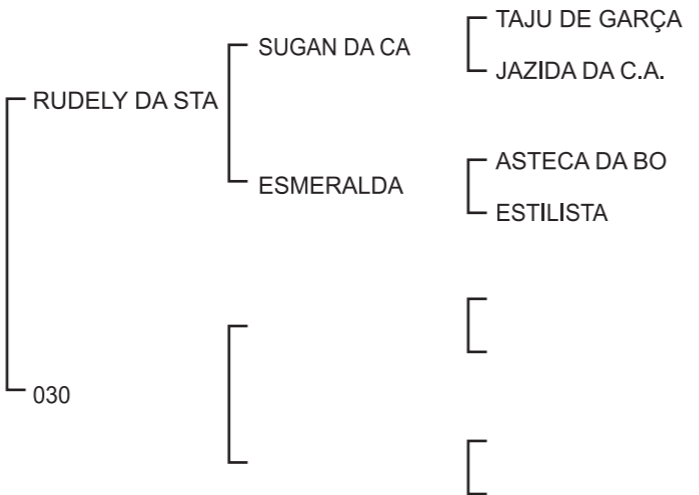 TAJU DE GARÇA
SUGAN DA CA
JAZIDA DA C.A.
RUDELY DA STA
ASTECA DA BO
ESMERALDA
ESTILISTA
030